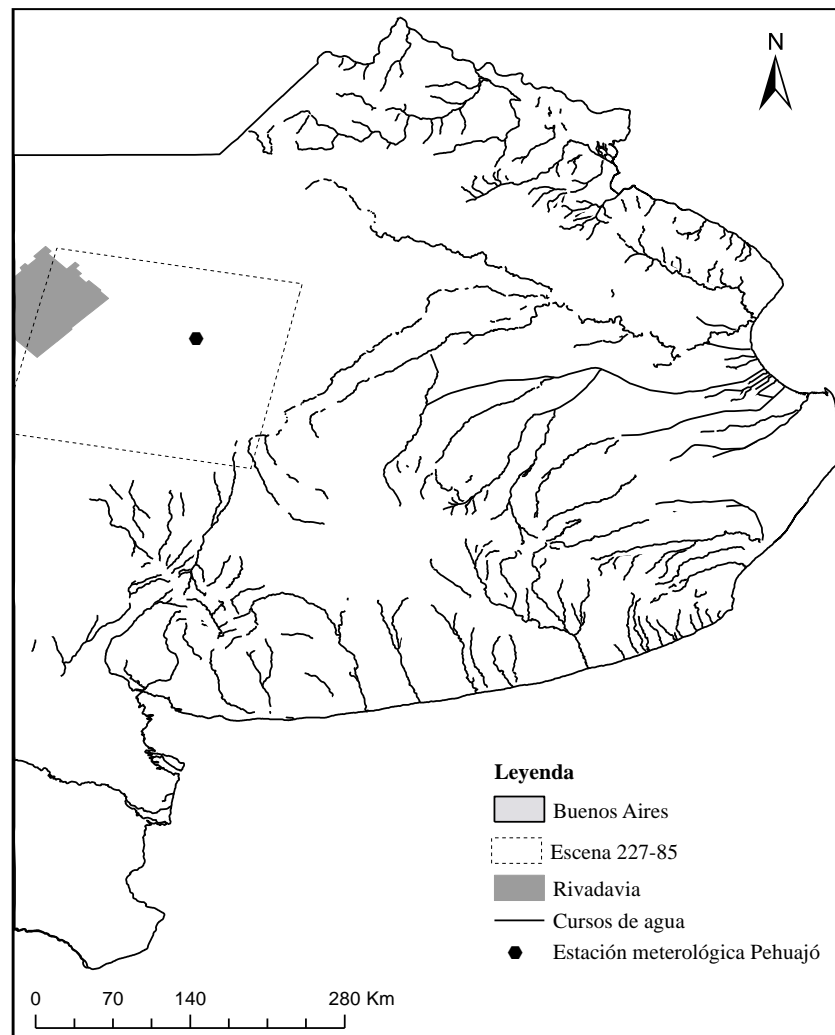 N
Leyenda
Buenos Aires
Escena 227-85
Rivadavia
Cursos de agua
Estación meterológica Pehuajó
0 70 140 280 Km